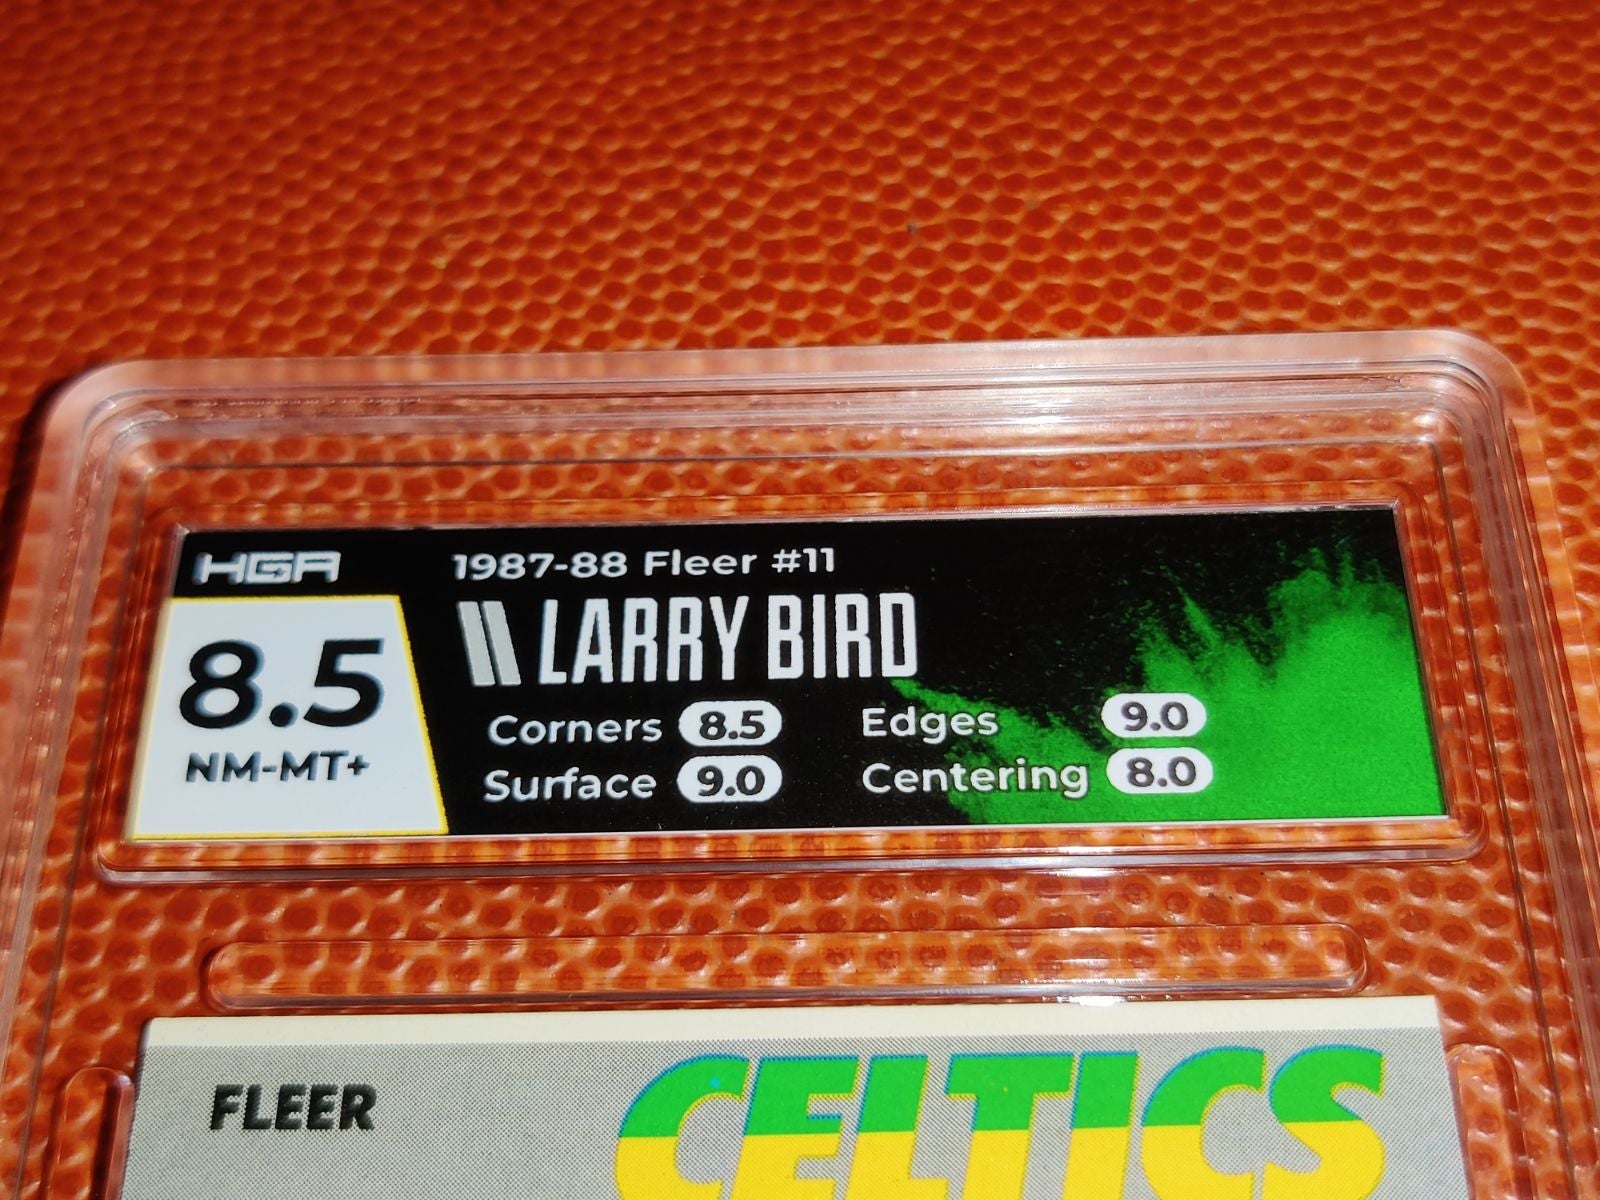 HGA
1987-88 Fleer #11
8.5
NM-MT+
LARRY BIRD
Corners 8.5 Edges 9.0
Surface 9.0 Centering 8.0
FLEER
CELTICS